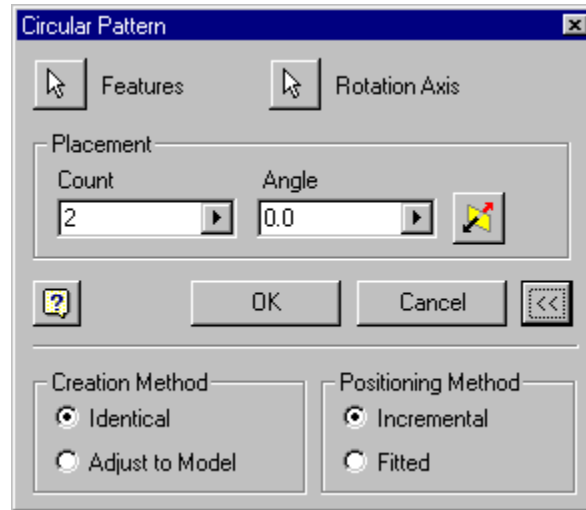 Circular Pattern
Features Rotation Axis
Placement
Count Angle
2 0.0
OK Cancel <<
Creation Method Positioning Method
Identical Incremental
Adjust to Model Fitted